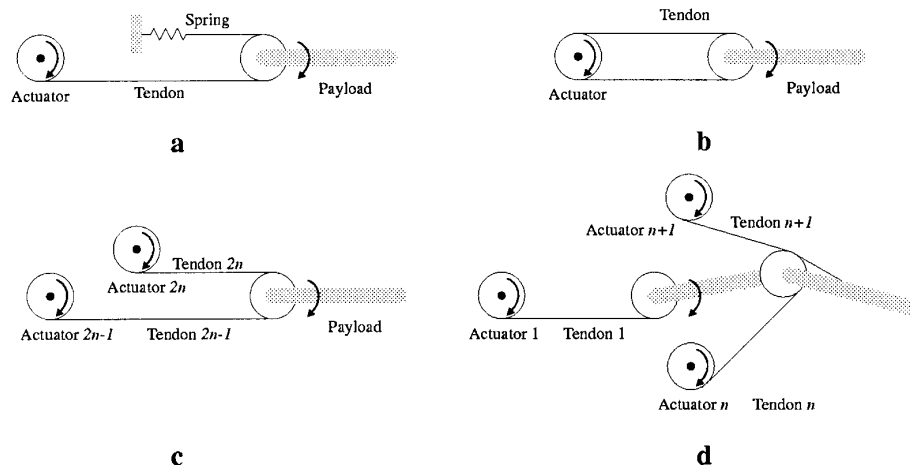 Spring
Actuator
Tendon
Payload
a
Tendon
Actuator
Payload
b
Tendon 2n
Actuator 2n
Payload
Actuator 2n-1
Tendon 2n-1
c
Actuator n+1
Tendon n+1
Actuator 1
Tendon 1
Actuator n
Tendon n
d